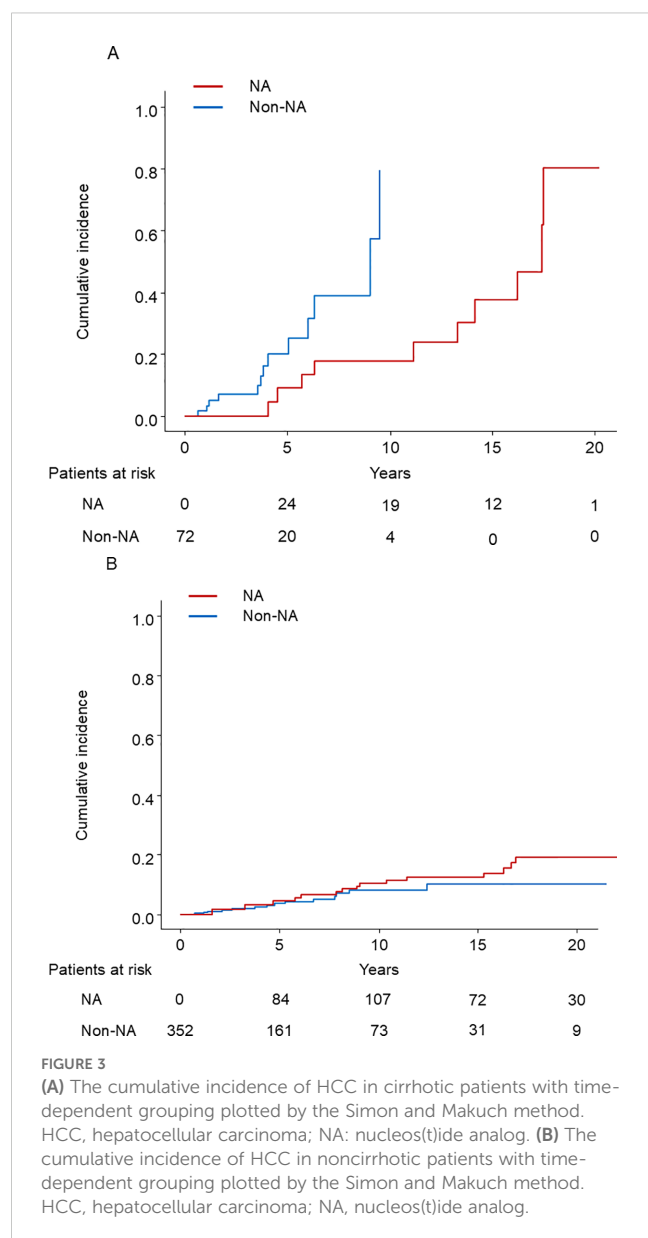 A
NA
Non-NA
1.0
0.8
0.6
0.4
0.2
0.0
Cumulative incidence
0 5 10 15 20
Patients at risk Years
NA 0 24 19 12 1
Non-NA 72 20 4 0 0
B
NA
Non-NA
1.0
0.8
0.6
0.4
0.2
0.0
Cumulative incidence
0 5 10 15 20
Patients at risk Years
NA 0 84 107 72 30
Non-NA 352 161 73 31 9
FIGURE 3
(A) The cumulative incidence of HCC in cirrhotic patients with time-
dependent grouping plotted by the Simon and Makuch method.
HCC, hepatocellular carcinoma; NA: nucleos(t)ide analog. (B) The
cumulative incidence of HCC in noncirrhotic patients with time-
dependent grouping plotted by the Simon and Makuch method.
HCC, hepatocellular carcinoma; NA, nucleos(t)ide analog.